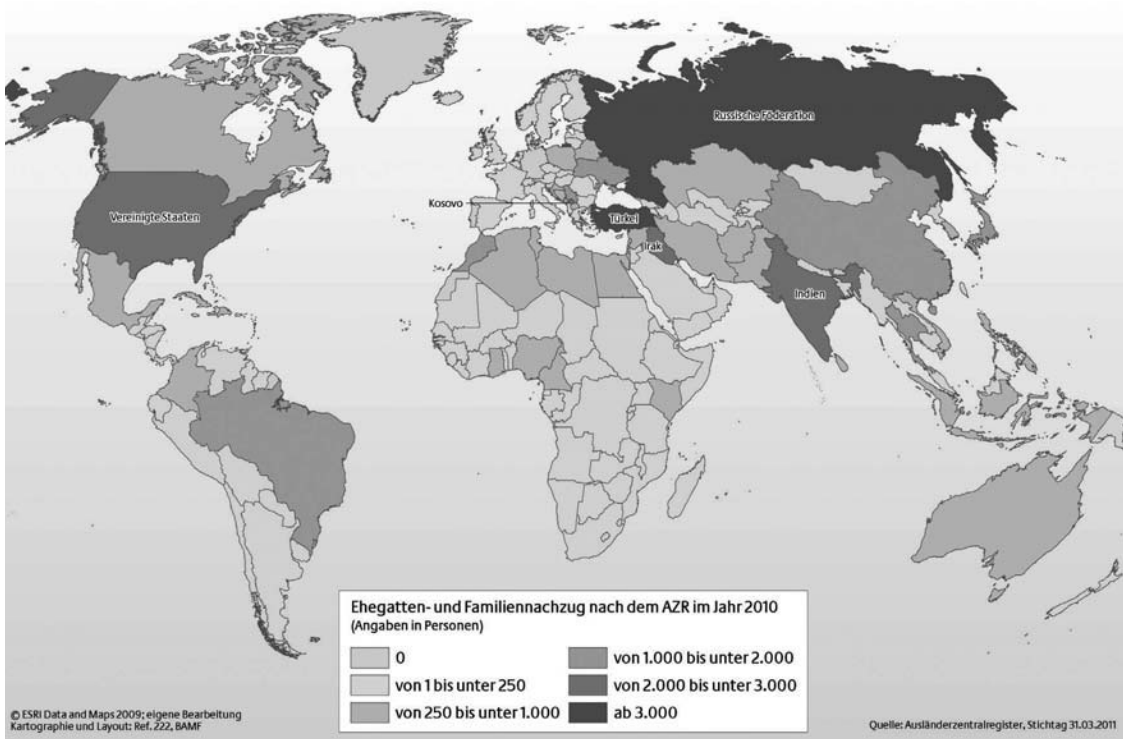 Russische Föderation
Vereinigte Staaten
Kosovo
Türkei
Irak
Indien
Ehegatten- und Familiennachzug nach dem AZR im Jahr 2010
(Angaben in Personen)
0
von 1 bis unter 250
von 250 bis unter 1.000
von 1.000 bis unter 2.000
von 2.000 bis unter 3.000
ab 3.000
© ESRI Data and Maps 2009; eigene Bearbeitung
Kartographie und Layout: Ref. 222, BAMF
Quelle: Ausländerzentralregister, Stichtag 31.03.2011